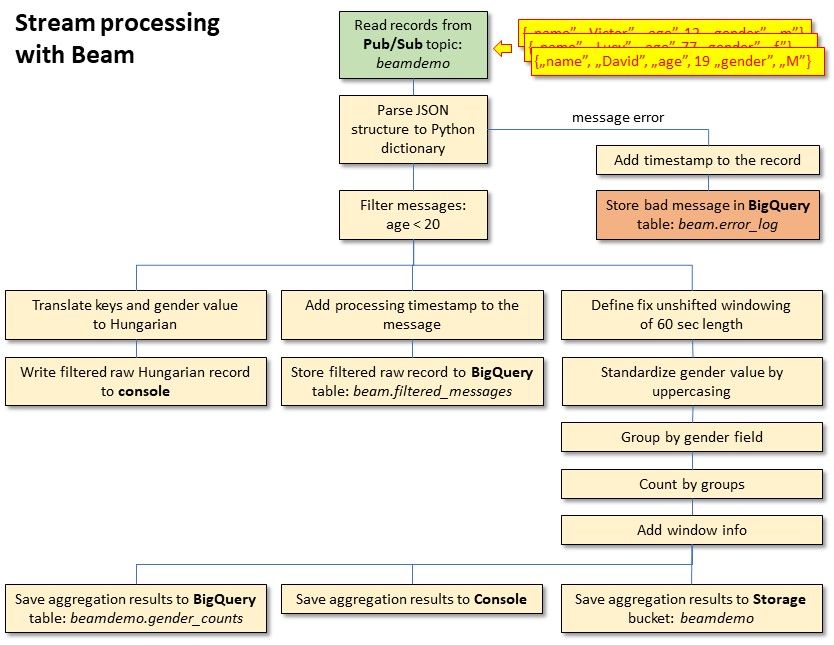 Stream processing
with Beam
Read records from
Pub/Sub topic:
beamdemo
{„name”, „Victor”, „age”, 12, „gender”, „m”}
{„name”, „Lucy”, „age”, 77, „gender”, „f”}
{„name”, „David”, „age”, 19 „gender”, „M”}
Parse JSON
structure to Python
dictionary
message error
Add timestamp to the record
Store bad message in BigQuery
table: beam.error_log
Filter messages:
age < 20
Translate keys and gender value
to Hungarian
Add processing timestamp to the
message
Define fix unshifted windowing
of 60 sec length
Write filtered raw Hungarian record
to console
Store filtered raw record to BigQuery
table: beam.filtered_messages
Standardize gender value by
uppercasing
Group by gender field
Count by groups
Add window info
Save aggregation results to BigQuery
table: beamdemo.gender_counts
Save aggregation results to Console
Save aggregation results to Storage
bucket: beamdemo